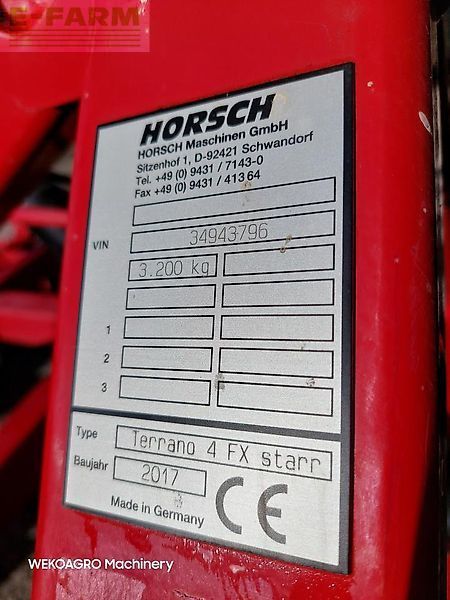 E-FARM
HORSCH
HORSCH Maschinen GmbH
Sitzenhof 1, D-92421 Schwandorf
Tel. +49 (0) 9431 / 7143-0
Fax +49 (0) 9431 / 41364
VIN 34943796
3.200 kg
1
2
3
Type Terrano 4 FX starr
Baujahr 2017
CE
Made in Germany
WEKOAGRO Machinery